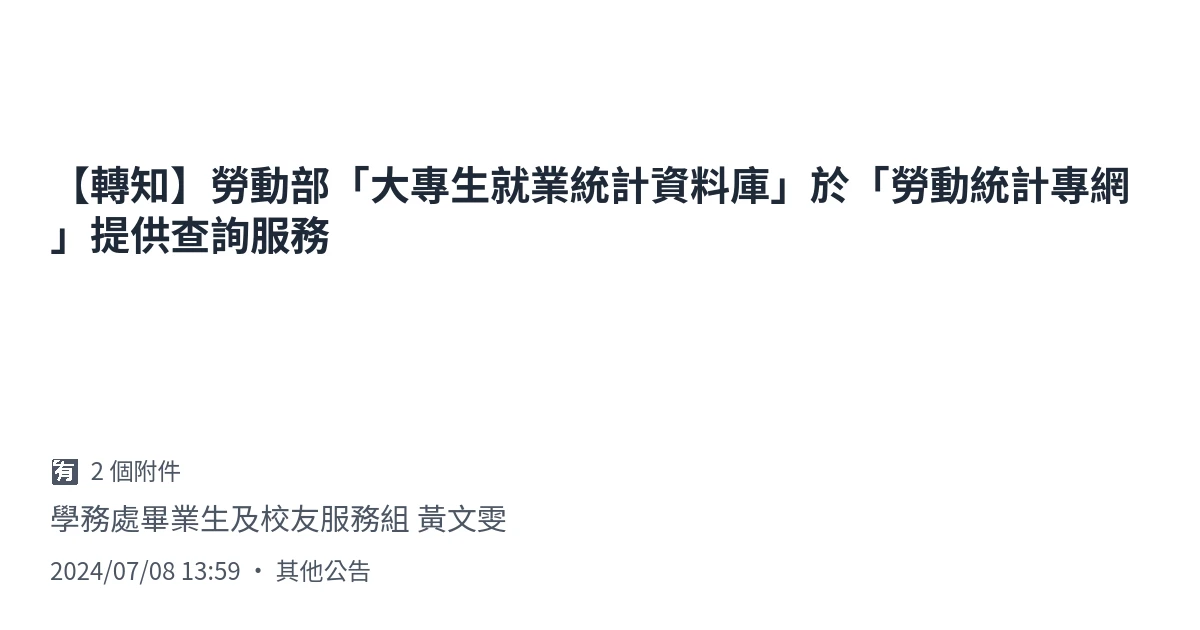 【轉知】勞動部「大專生就業統計資料庫」於「勞動統計專網
」提供查詢服務
🈶 2 個附件
學務處畢業生及校友服務組 黃文雯
2024/07/08 13:59 • 其他公告